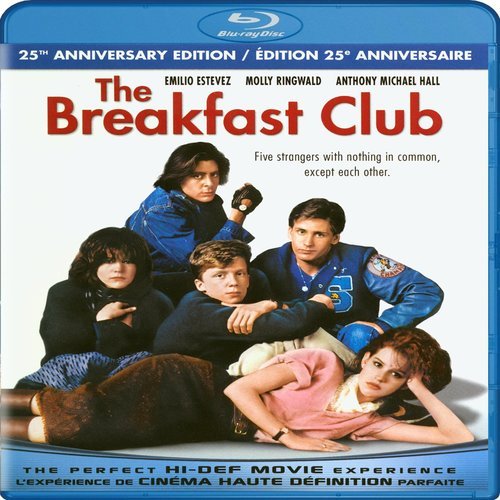 Blu-ray Disc
25TH ANNIVERSARY EDITION / ÉDITION 25e ANNIVERSAIRE
EMILIO ESTEVEZ MOLLY RINGWALD ANTHONY MICHAEL HALL
The
Breakfast Club
Five strangers with nothing in common,
except each other.
S
THE PERFECT HI-DEF MOVIE EXPERIENCE
L'EXPÉRIENCE DE CINÉMA HAUTE DÉFINITION PARFAITE